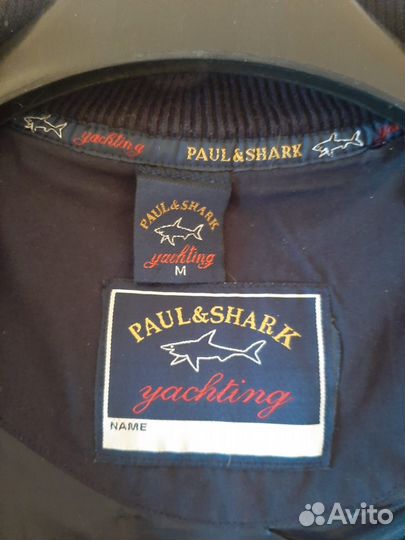 yachting PAUL&SHARK
PAUL&SHARK
yachting
M
PAUL&SHARK
yachting
NAME
Avito